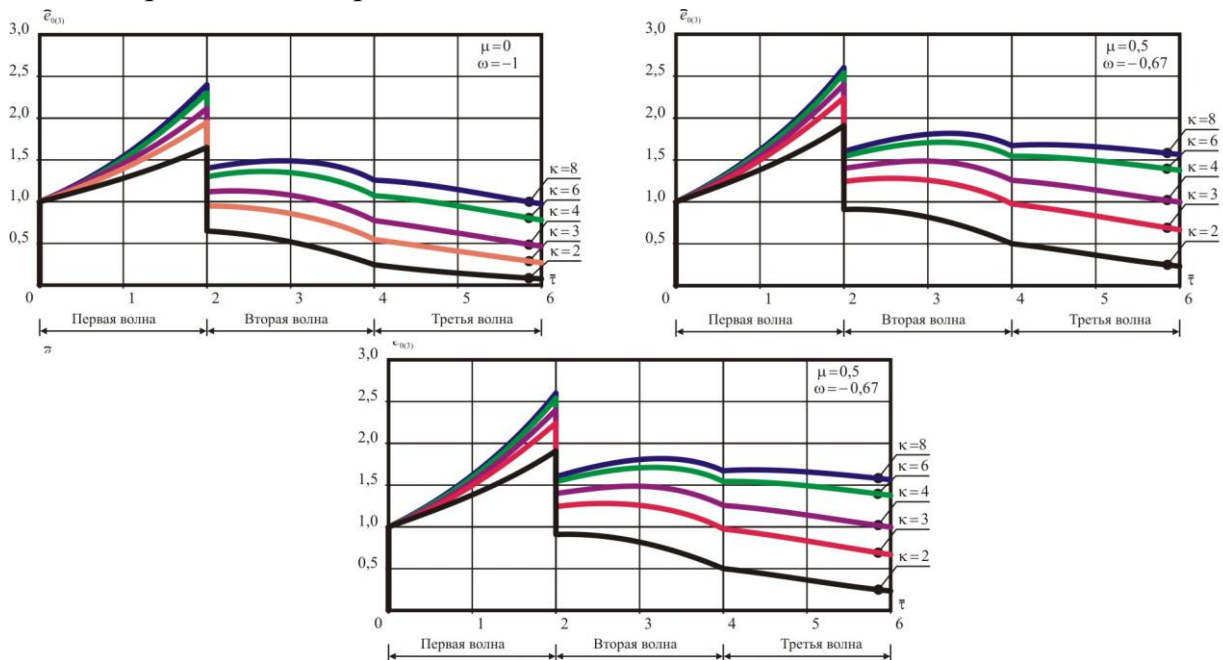 ē₀₍₃₎
3,0
2,5
2,0
1,5
1,0
0,5
μ=0
ω=−1
κ=8
κ=6
κ=4
κ=3
κ=2
τ̄
0 1 2 3 4 5 6
Первая волна Вторая волна Третья волна
ē₀₍₃₎
3,0
2,5
2,0
1,5
1,0
0,5
μ=0,5
ω=−0,67
κ=8
κ=6
κ=4
κ=3
κ=2
τ̄
0 1 2 3 4 5 6
Первая волна Вторая волна Третья волна
3,0
2,5
2,0
1,5
1,0
0,5
μ=0,5
ω=−0,67
κ=8
κ=6
κ=4
κ=3
κ=2
τ̄
0 1 2 3 4 5 6
Первая волна Вторая волна Третья волна